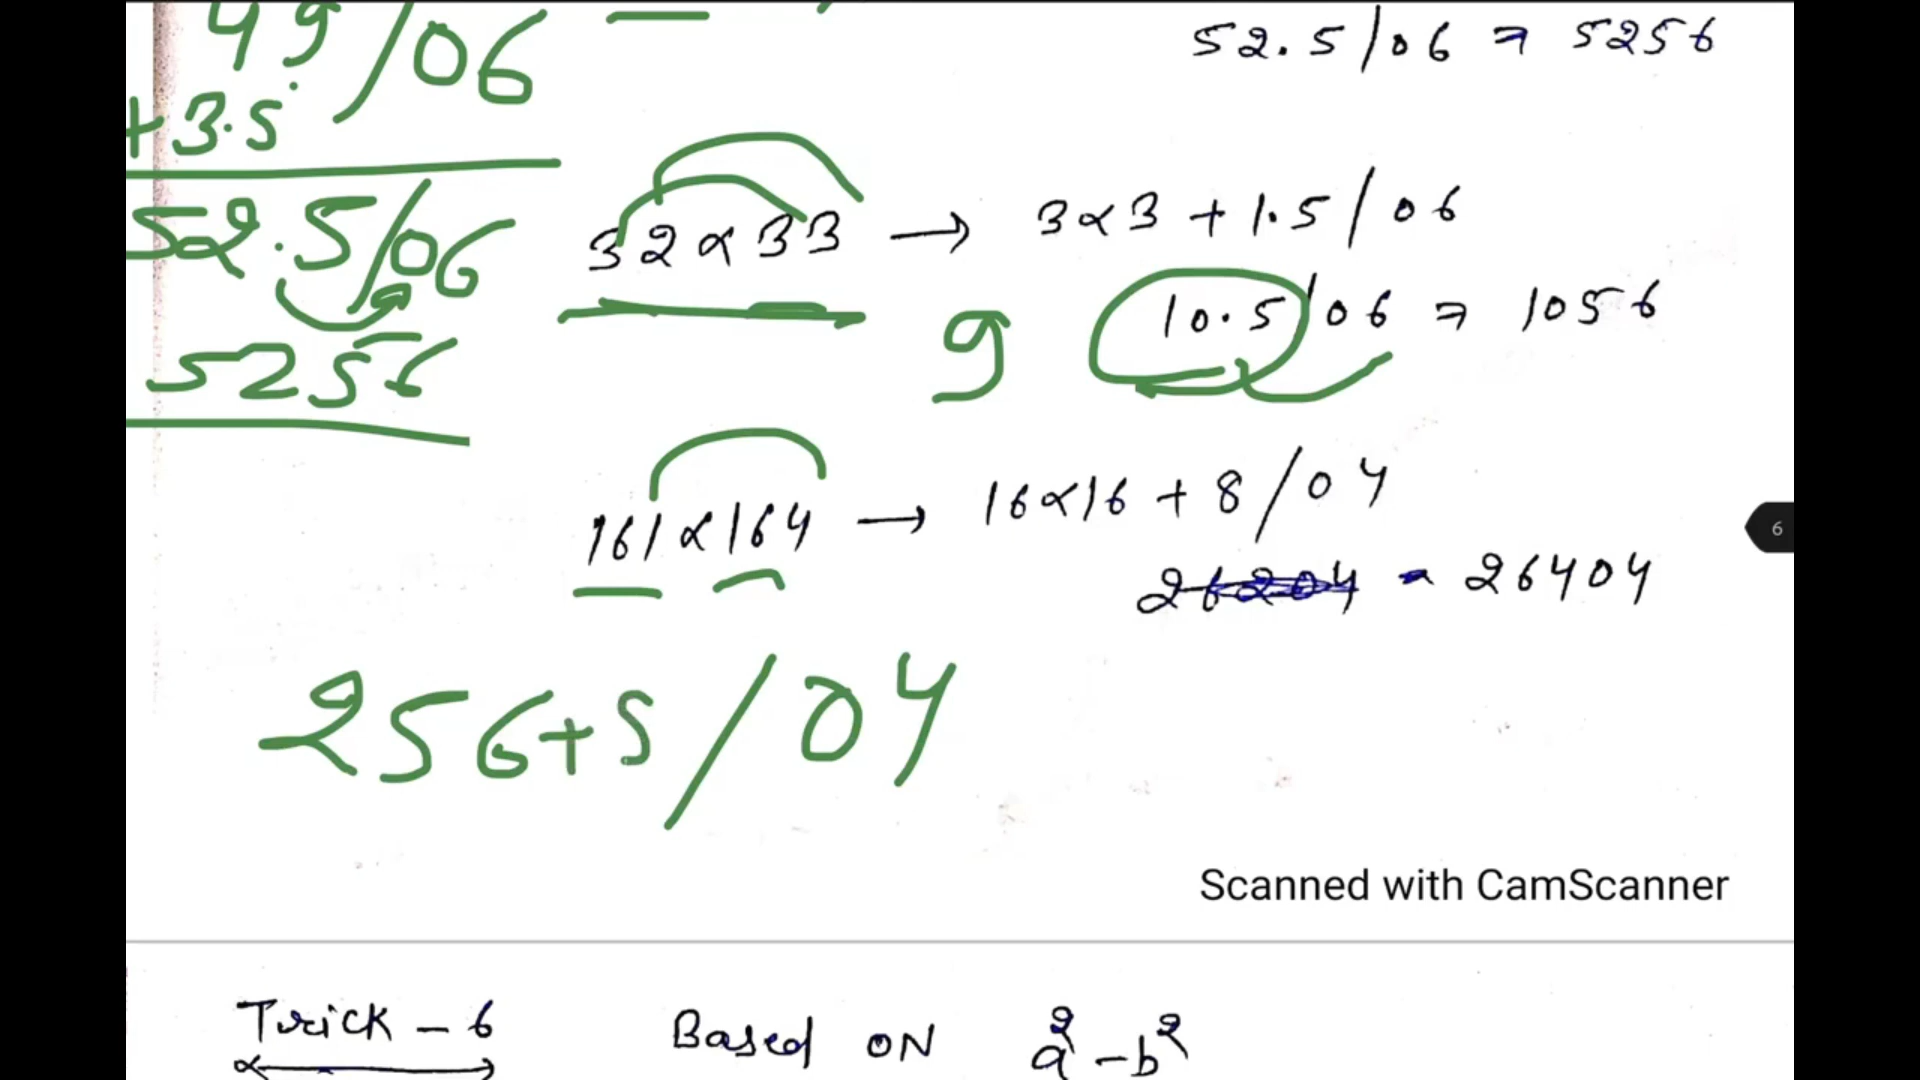 49/06
52.5/06 = 5256
+3.5
52.5/06
32×33 → 3×3 + 1.5/06
10.5/06 = 1056
9
5256
161×164 → 16×16 + 8/04
26204 = 26404
256+5/04
6
Scanned with CamScanner
Trick - 6 Based ON a²-b²